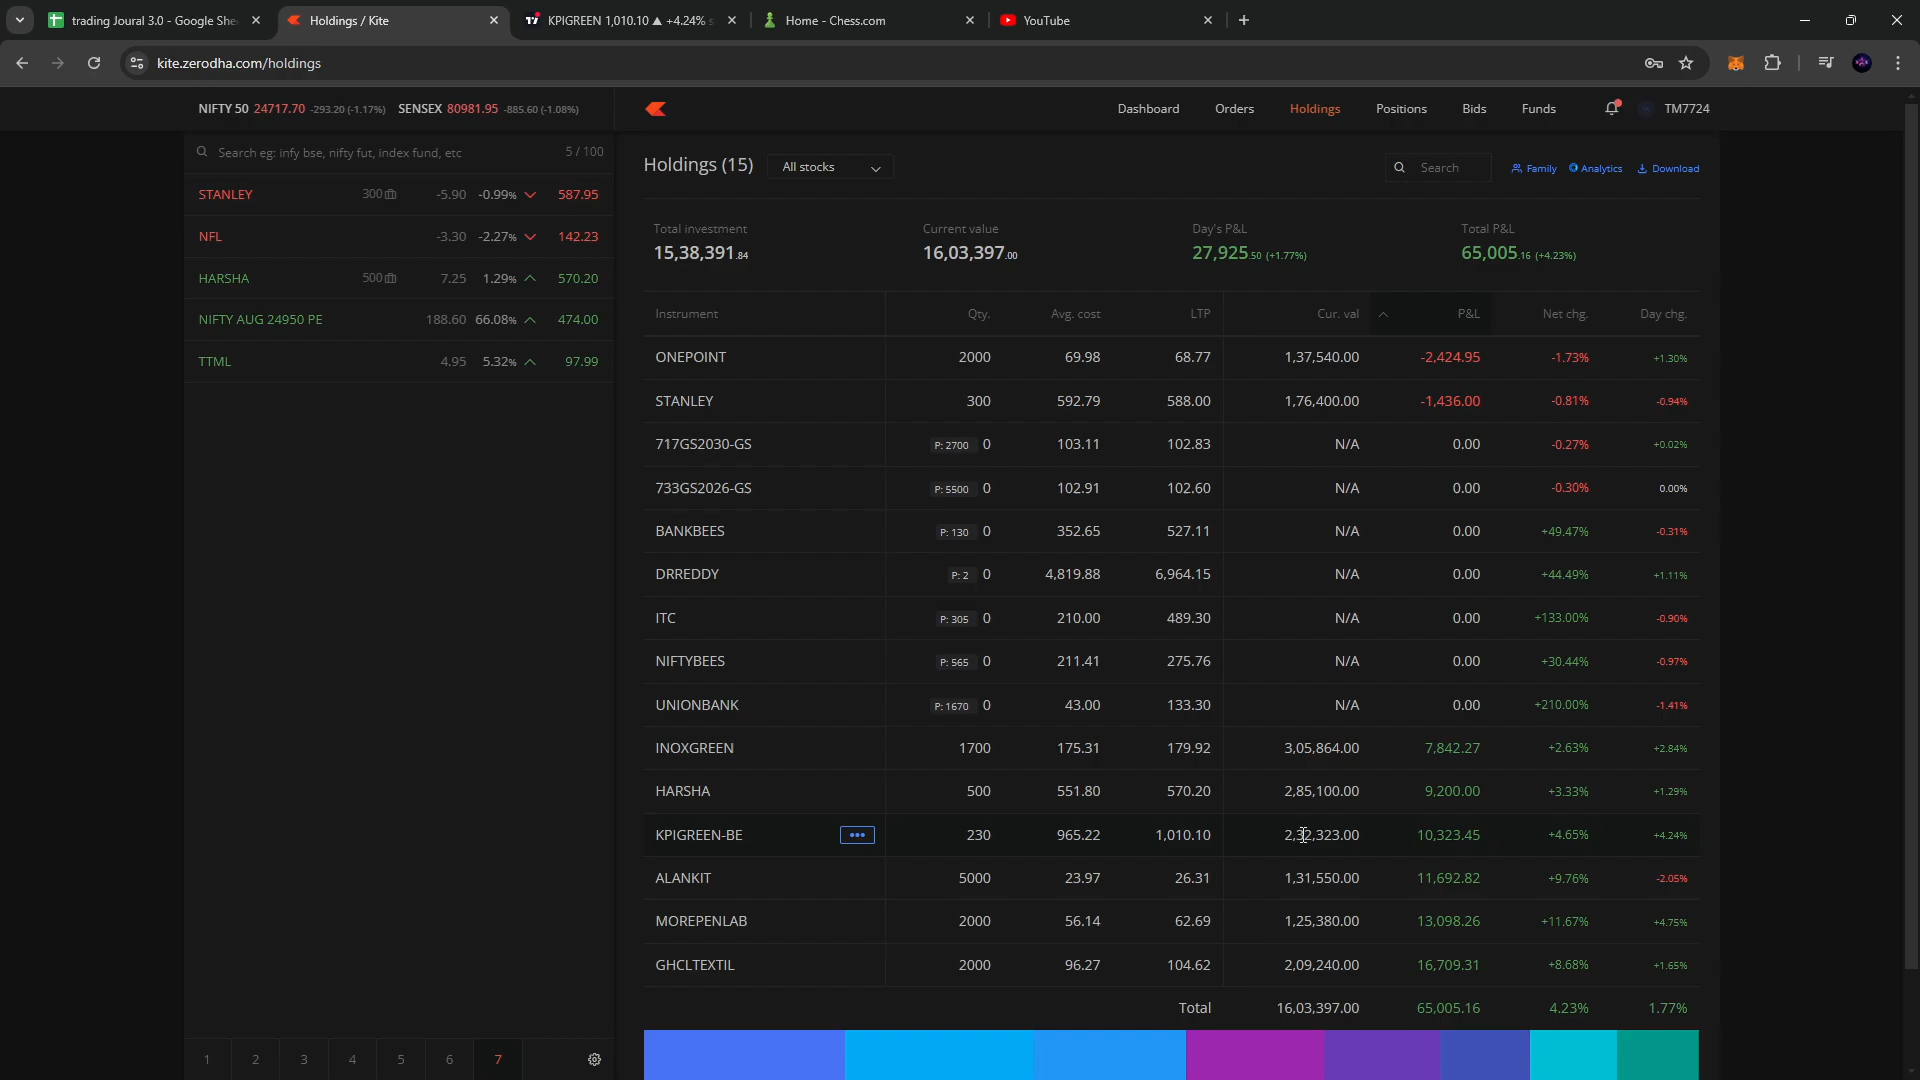 trading Joural 3.0 - Google She
Holdings / Kite
KPIGREEN 1,010.10 ▲ +4.24% s
Home - Chess.com
YouTube
kite.zerodha.com/holdings
NIFTY 50 24717.70 -293.20 (-1.17%) SENSEX 80981.95 -885.60 (-1.08%)
Dashboard Orders Holdings Positions Bids Funds TM7724
Search eg: infy bse, nifty fut, index fund, etc 5 / 100
STANLEY 300 -5.90 -0.99% 587.95
NFL -3.30 -2.27% 142.23
HARSHA 500 7.25 1.29% 570.20
NIFTY AUG 24950 PE 188.60 66.08% 474.00
TTML 4.95 5.32% 97.99
1 2 3 4 5 6 7
Holdings (15) All stocks Search Family Analytics Download
Total investment Current value Day's P&L Total P&L
15,38,391.84 16,03,397.00 27,925.50 (+1.77%) 65,005.16 (+4.23%)
Instrument Qty. Avg. cost LTP Cur. val P&L Net chg. Day chg.
ONEPOINT 2000 69.98 68.77 1,37,540.00 -2,424.95 -1.73% +1.30%
STANLEY 300 592.79 588.00 1,76,400.00 -1,436.00 -0.81% -0.94%
717GS2030-GS P: 2700 0 103.11 102.83 N/A 0.00 -0.27% +0.02%
733GS2026-GS P: 5500 0 102.91 102.60 N/A 0.00 -0.30% 0.00%
BANKBEES P: 130 0 352.65 527.11 N/A 0.00 +49.47% -0.31%
DRREDDY P: 2 0 4,819.88 6,964.15 N/A 0.00 +44.49% +1.11%
ITC P: 305 0 210.00 489.30 N/A 0.00 +133.00% -0.90%
NIFTYBEES P: 565 0 211.41 275.76 N/A 0.00 +30.44% -0.97%
UNIONBANK P: 1670 0 43.00 133.30 N/A 0.00 +210.00% -1.41%
INOXGREEN 1700 175.31 179.92 3,05,864.00 7,842.27 +2.63% +2.84%
HARSHA 500 551.80 570.20 2,85,100.00 9,200.00 +3.33% +1.29%
KPIGREEN-BE 230 965.22 1,010.10 2,32,323.00 10,323.45 +4.65% +4.24%
ALANKIT 5000 23.97 26.31 1,31,550.00 11,692.82 +9.76% -2.05%
MOREPENLAB 2000 56.14 62.69 1,25,380.00 13,098.26 +11.67% +4.75%
GHCLTEXTIL 2000 96.27 104.62 2,09,240.00 16,709.31 +8.68% +1.65%
Total 16,03,397.00 65,005.16 4.23% 1.77%